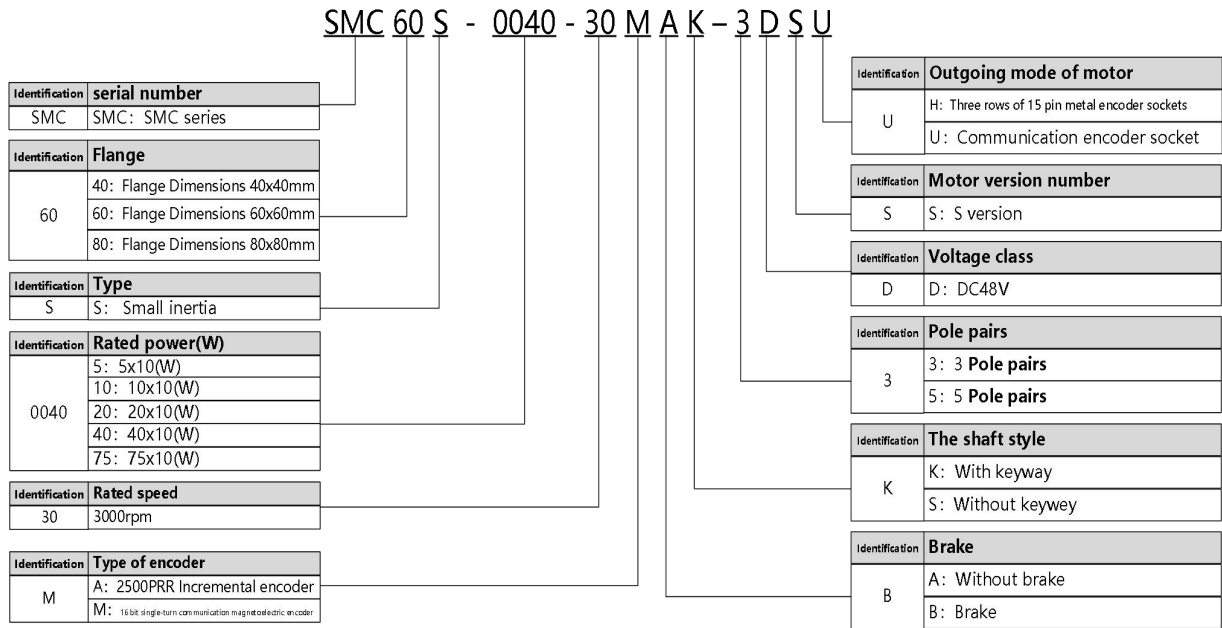 SMC 60 S - 0040 - 30 M A K - 3 D S U
Identification serial number
SMC SMC: SMC series
Identification Flange
60
40: Flange Dimensions 40x40mm
60: Flange Dimensions 60x60mm
80: Flange Dimensions 80x80mm
Identification Type
S S: Small inertia
Identification Rated power(W)
0040
5: 5x10(W)
10: 10x10(W)
20: 20x10(W)
40: 40x10(W)
75: 75x10(W)
Identification Rated speed
30 3000rpm
Identification Type of encoder
M
A: 2500PRR Incremental encoder
M: 16 bit single-turn communication magnetoelectric encoder
Identification Outgoing mode of motor
U
H: Three rows of 15 pin metal encoder sockets
U: Communication encoder socket
Identification Motor version number
S S: S version
Identification Voltage class
D D: DC48V
Identification Pole pairs
3
3: 3 Pole pairs
5: 5 Pole pairs
Identification The shaft style
K
K: With keyway
S: Without keywey
Identification Brake
B
A: Without brake
B: Brake